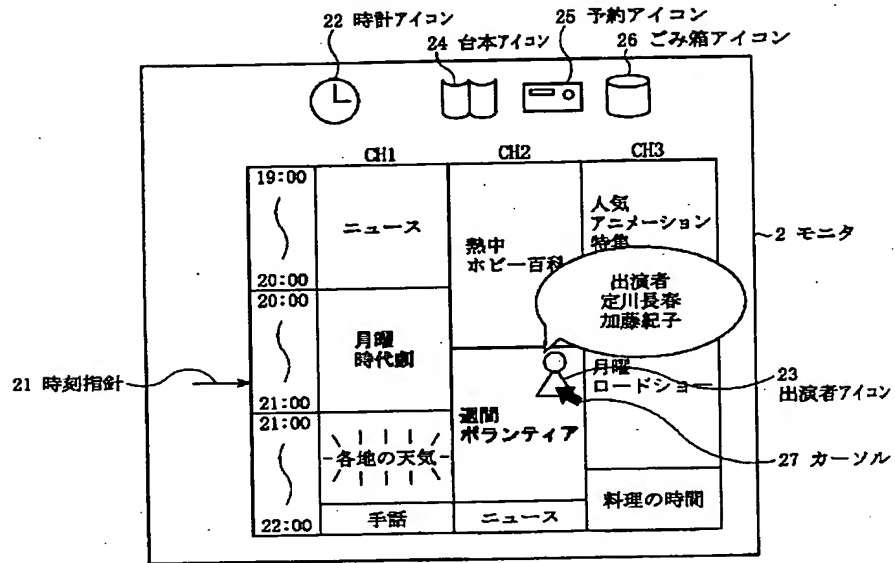 22 時計アイコン
24 台本アイコン
25 予約アイコン
26 ごみ箱アイコン
CH1
CH2
CH3
19:00
20:00
20:00
21:00
21:00
22:00
ニュース
月曜
時代劇
各地の天気
手話
熱中
ホビー百科
週間
ボランティア
ニュース
人気
アニメーション
特集
出演者
定川長春
加藤紀子
月曜
ロードショー
料理の時間
2 モニタ
21 時刻指針
23
出演者アイコン
27 カーソル